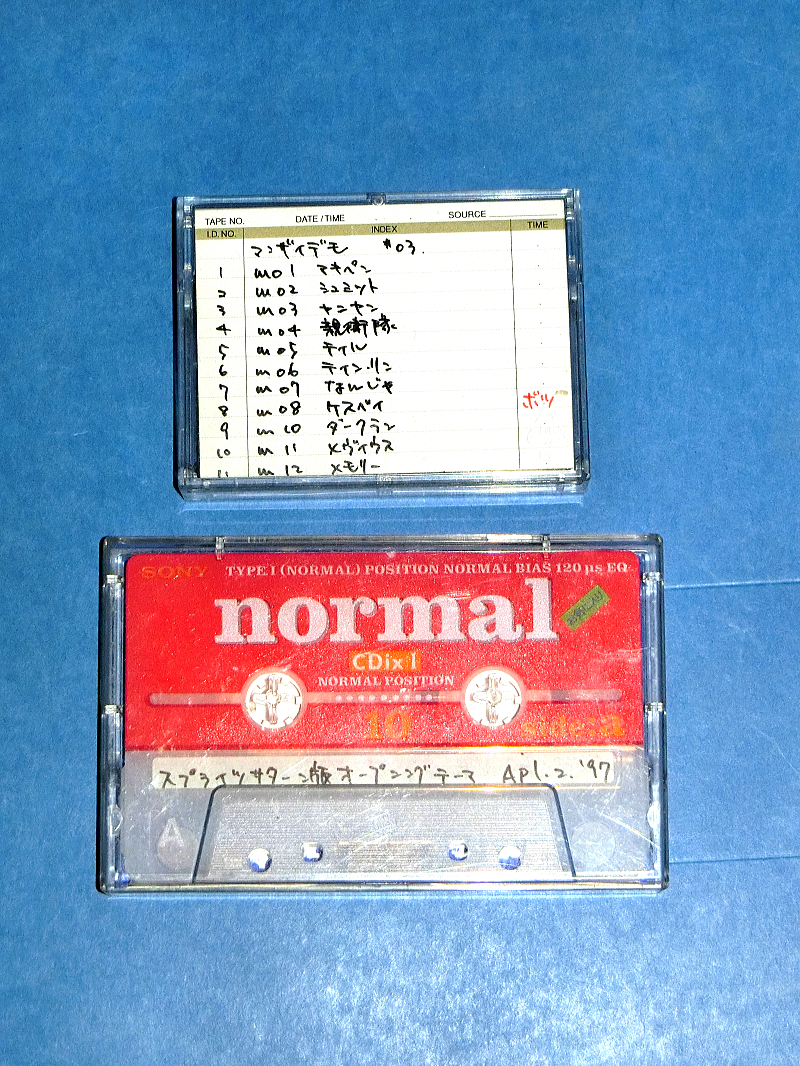 TAPE NO. DATE / TIME SOURCE
I.D. NO. INDEX TIME
マンギィデモ #03.
1 m01 マキペン
2 m02 シュミット
3 m03 ヤンヤン
4 m04 親衛隊
5 m05 ティル
6 m06 ティンリン
7 m07 なんじゃ
8 m08 ケスベイ ボツ
9 m10 ダークラン
10 m11 メヴィウス
11 m12 メモリー
SONY TYPE I (NORMAL) POSITION NORMAL BIAS 120 μs EQ
normal
CDix I
NORMAL POSITION
10 side:a
スプライツサターン版オープニングテーマ Apl.2.'97
A